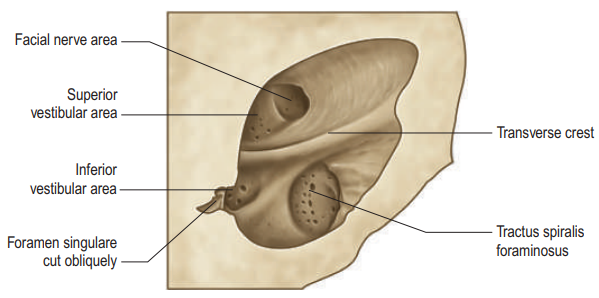 Facial nerve area
Superior
vestibular area
Inferior
vestibular area
Foramen singulare
cut obliquely
Transverse crest
Tractus spiralis
foraminosus